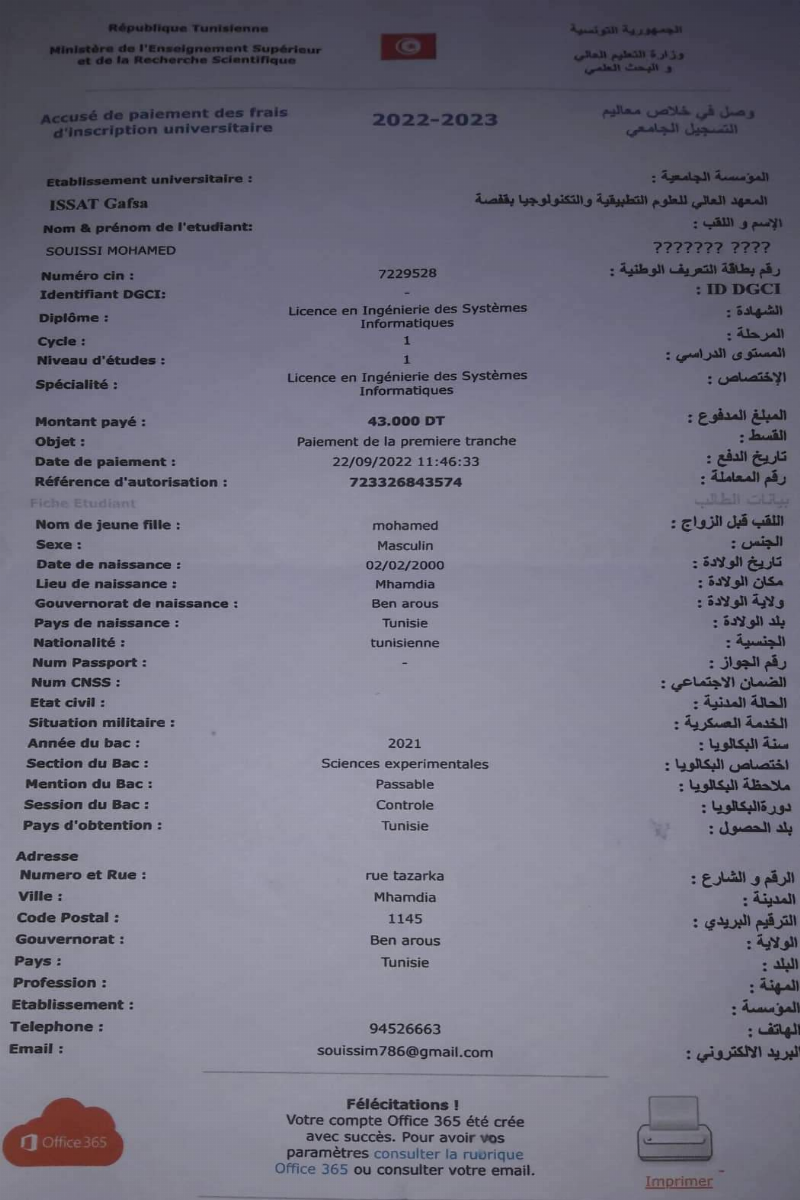 République Tunisienne
الجمهورية التونسية
Ministère de l'Enseignement Supérieur
et de la Recherche Scientifique
وزارة التعليم العالي
و البحث العلمي
Accusé de paiement des frais
d'inscription universitaire
2022-2023
وصل في خلاص معاليم
التسجيل الجامعي
Etablissement universitaire : المؤسسة الجامعية :
ISSAT Gafsa المعهد العالي للعلوم التطبيقية والتكنولوجيا بقفصة
Nom & prénom de l'etudiant: الإسم و اللقب :
SOUISSI MOHAMED ??????? ????
Numéro cin : 7229528 رقم بطاقة التعريف الوطنية :
Identifiant DGCI: - ID DGCI :
Diplôme : Licence en Ingénierie des Systèmes الشهادة :
Informatiques
Cycle : 1 المرحلة :
Niveau d'études : 1 المستوى الدراسي :
Spécialité : Licence en Ingénierie des Systèmes الإختصاص :
Informatiques
Montant payé : 43.000 DT المبلغ المدفوع :
Objet : Paiement de la premiere tranche القسط :
Date de paiement : 22/09/2022 11:46:33 تاريخ الدفع :
Référence d'autorisation : 723326843574 رقم المعاملة :
Fiche Etudiant بيانات الطالب
Nom de jeune fille : mohamed اللقب قبل الزواج :
Sexe : Masculin الجنس :
Date de naissance : 02/02/2000 تاريخ الولادة :
Lieu de naissance : Mhamdia مكان الولادة :
Gouvernorat de naissance : Ben arous ولاية الولادة :
Pays de naissance : Tunisie بلد الولادة :
Nationalité : tunisienne الجنسية :
Num Passport : - رقم الجواز :
Num CNSS : الضمان الاجتماعي :
Etat civil : الحالة المدنية :
Situation militaire : الخدمة العسكرية :
Année du bac : 2021 سنة البكالويا :
Section du Bac : Sciences experimentales اختصاص البكالويا :
Mention du Bac : Passable ملاحظة البكالويا :
Session du Bac : Controle دورةالبكالويا :
Pays d'obtention : Tunisie بلد الحصول :
Adresse
Numero et Rue : rue tazarka الرقم و الشارع :
Ville : Mhamdia المدينة :
Code Postal : 1145 الترقيم البريدي :
Gouvernorat : Ben arous الولاية :
Pays : Tunisie البلد :
Profession : المهنة :
Etablissement : المؤسسة :
Telephone : 94526663 الهاتف :
Email : souissim786@gmail.com البريد الالكتروني :
Office 365
Félécitations !
Votre compte Office 365 été crée
avec succès. Pour avoir vos
paramètres consulter la rubrique
Office 365 ou consulter votre email.
Imprimer